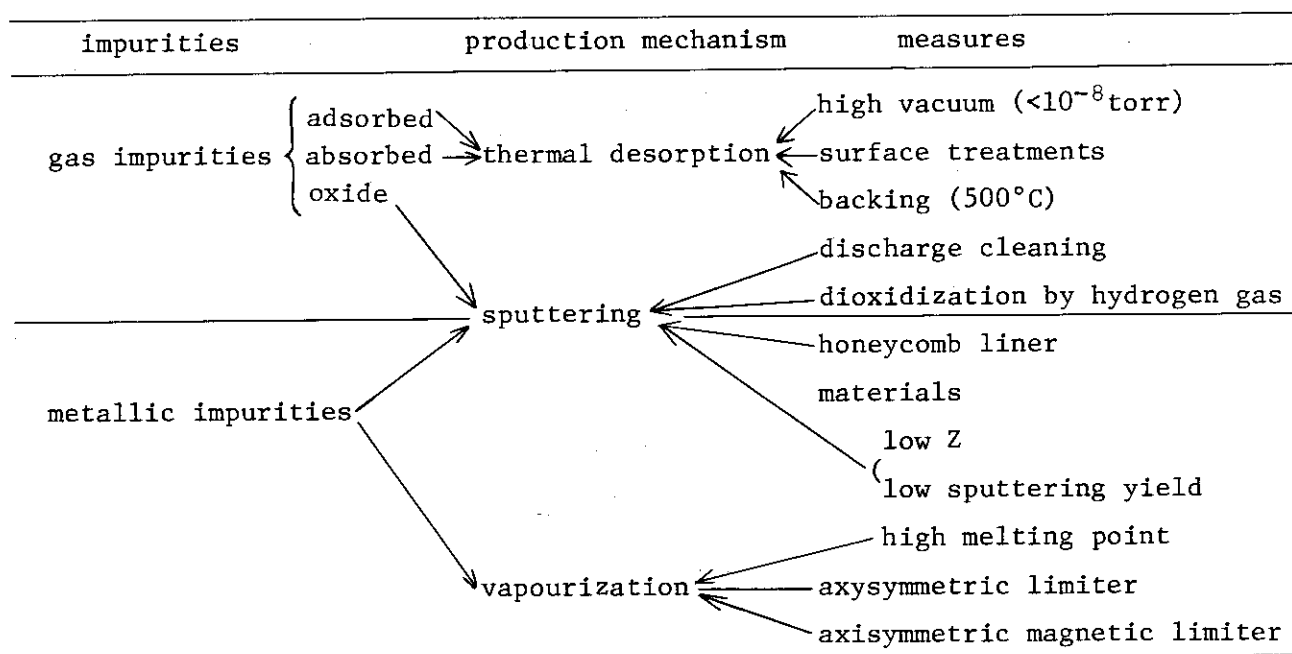 impurities production mechanism measures
adsorbed high vacuum (<10⁻⁸torr)
gas impurities absorbed thermal desorption surface treatments
oxide backing (500°C)
discharge cleaning
sputtering dioxidization by hydrogen gas
honeycomb liner
metallic impurities materials
low Z
low sputtering yield
high melting point
vapourization axysymmetric limiter
axisymmetric magnetic limiter